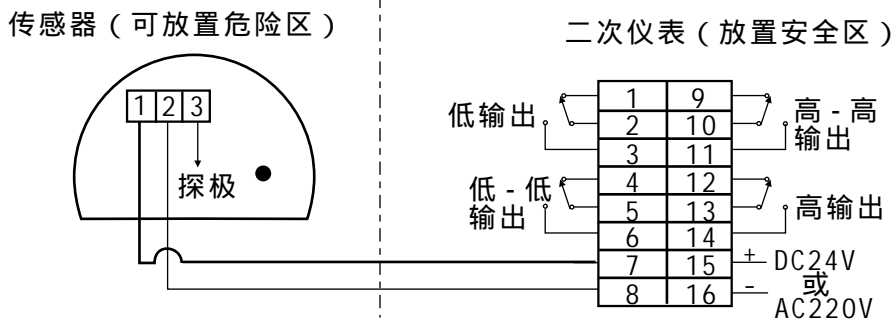 传感器（可放置危险区）
二次仪表（放置安全区）
1 2 3
探极
低输出
低-低
输出
1 9
2 10
3 11
4 12
5 13
6 14
7 15
8 16
高-高
输出
高输出
+ DC24V
或
- AC220V